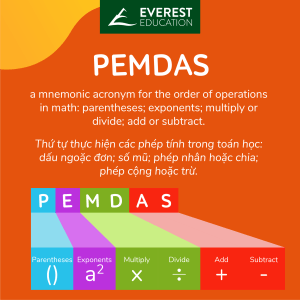 EVEREST
EDUCATION
PEMDAS
a mnemonic acronym for the order of operations
in math: parentheses; exponents; multiply or
divide; add or subtract.
Thứ tự thực hiện các phép tính trong toán học:
dấu ngoặc đơn; số mũ; phép nhân hoặc chia;
phép cộng hoặc trừ.
P E M D A S
Parentheses Exponents Multiply Divide Add Subtract
() a² x ÷ + -